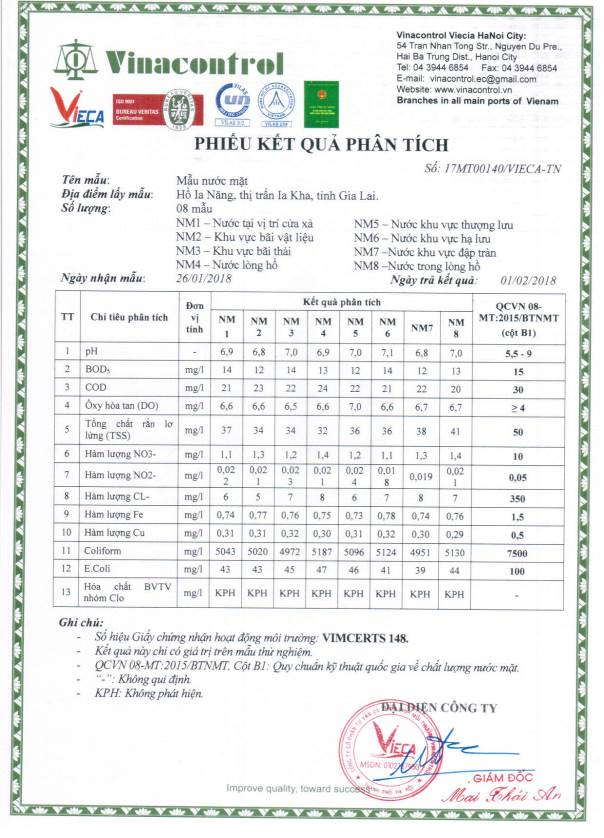 Vinacontrol
Vinacontrol Viecia HaNoi City:
54 Tran Nhan Tong Str., Nguyen Du Pre.,
Hai Ba Trung Dist., Hanoi City
Tel: 04 3944 6854 Fax: 04 3944 6854
E-mail: vinacontrol.ec@gmail.com
Website: www.vinacontrol.vn
Branches in all main ports of Vienam
VIECA
ISO 9001
BUREAU VERITAS
Certification
PHIẾU KẾT QUẢ PHÂN TÍCH
Số: 17MT00140/VIECA-TN
Tên mẫu: Mẫu nước mặt
Địa điểm lấy mẫu: Hồ Ia Năng, thị trấn Ia Kha, tỉnh Gia Lai.
Số lượng: 08 mẫu
NM1 – Nước tại vị trí cửa xả NM5 – Nước khu vực thượng lưu
NM2 – Khu vực bãi vật liệu NM6 – Nước khu vực hạ lưu
NM3 – Khu vực bãi thải NM7 –Nước khu vực đập tràn
NM4 – Nước lòng hồ NM8 –Nước trong lòng hồ
Ngày nhận mẫu: 26/01/2018 Ngày trả kết quả: 01/02/2018
TT Chỉ tiêu phân tích Đơn vị tính Kết quả phân tích QCVN 08-MT:2015/BTNMT (cột B1)
NM 1 NM 2 NM 3 NM 4 NM 5 NM 6 NM7 NM 8
1 pH - 6,9 6,8 7,0 6,9 7,0 7,1 6,8 7,0 5,5 - 9
2 BOD5 mg/l 14 12 14 13 12 14 12 13 15
3 COD mg/l 21 23 22 24 22 21 22 20 30
4 Ôxy hòa tan (DO) mg/l 6,6 6,6 6,5 6,6 7,0 6,6 6,6 6,7 ≥ 4
5 Tổng chất rắn lơ lửng (TSS) mg/l 37 34 34 32 36 36 38 41 50
6 Hàm lượng NO3- mg/l 1,1 1,3 1,2 1,4 1,2 1,1 1,3 1,4 10
7 Hàm lượng NO2- mg/l 0,022 0,021 0,023 0,021 0,024 0,018 0,019 0,021 0,05
8 Hàm lượng CL- mg/l 6 5 7 8 6 7 8 7 350
9 Hàm lượng Fe mg/l 0,74 0,77 0,76 0,75 0,73 0,78 0,74 0,76 1,5
10 Hàm lượng Cu mg/l 0,31 0,31 0,32 0,30 0,31 0,32 0,30 0,29 0,5
11 Coliform mg/l 5043 5020 4972 5187 5096 5124 4951 5130 7500
12 E.Coli mg/l 43 43 45 47 46 41 39 44 100
13 Hóa chất BVTV nhóm Clo mg/l KPH KPH KPH KPH KPH KPH KPH KPH -
Ghi chú:
- Số hiệu Giấy chứng nhận hoạt động môi trường: VIMCERTS 148.
- Kết quả này chỉ có giá trị trên mẫu thử nghiệm.
- QCVN 08-MT:2015/BTNMT, Cột B1: Quy chuẩn kỹ thuật quốc gia về chất lượng nước mặt.
- "-": Không qui định.
- KPH: Không phát hiện.
ĐẠI DIỆN CÔNG TY
VIECA
GIÁM ĐỐC
Mai Thái An
Improve quality, toward success